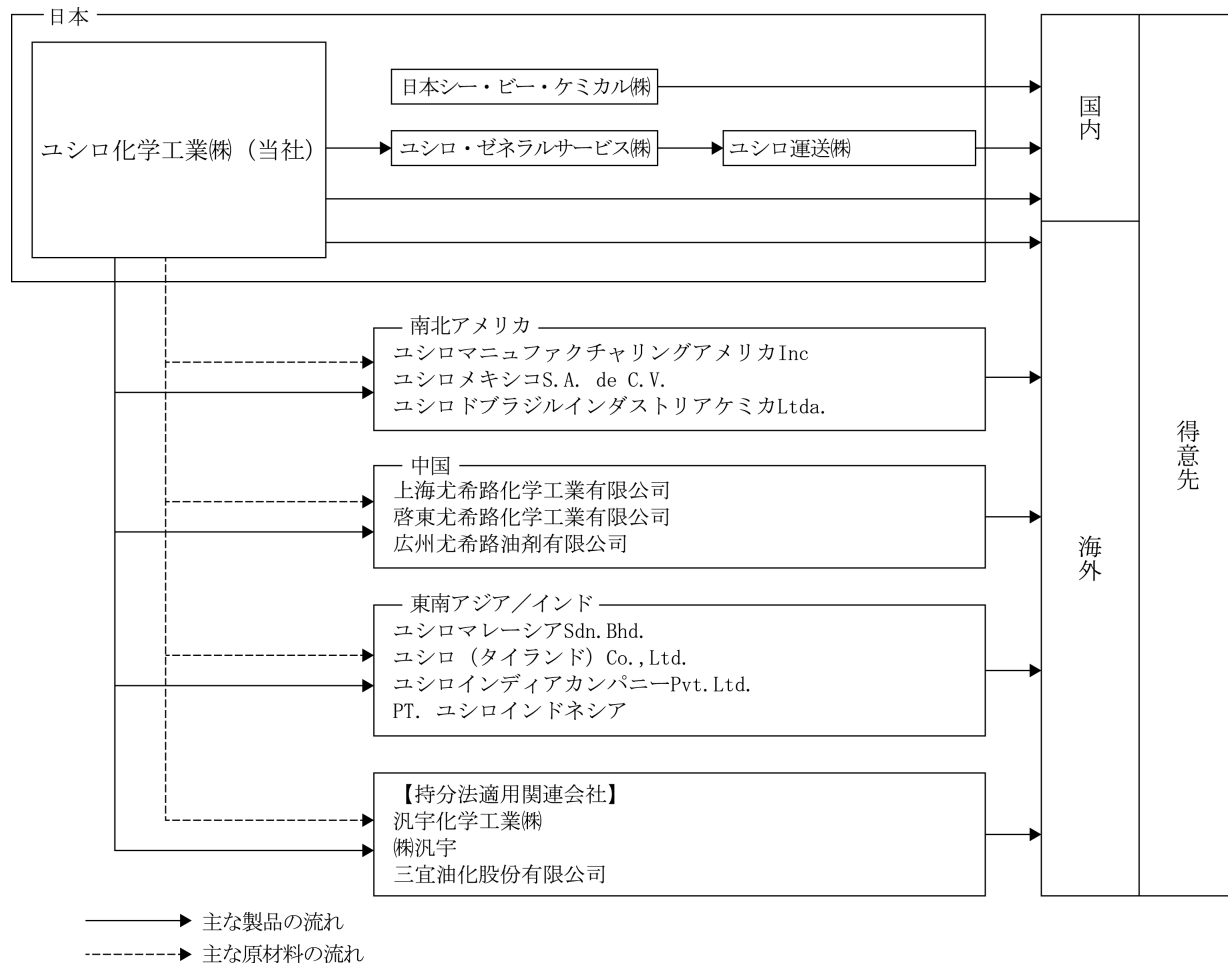 日本
ユシロ化学工業㈱（当社）
日本シー・ビー・ケミカル㈱
ユシロ・ゼネラルサービス㈱
ユシロ運送㈱
国内
海外
得意先
南北アメリカ
ユシロマニュファクチャリングアメリカInc
ユシロメキシコS.A. de C.V.
ユシロドブラジルインダストリアケミカLtda.
中国
上海尤希路化学工業有限公司
啓東尤希路化学工業有限公司
広州尤希路油剤有限公司
東南アジア／インド
ユシロマレーシアSdn.Bhd.
ユシロ（タイランド）Co.,Ltd.
ユシロインディアカンパニーPvt.Ltd.
PT. ユシロインドネシア
【持分法適用関連会社】
汎宇化学工業㈱
㈱汎宇
三宜油化股份有限公司
主な製品の流れ
主な原材料の流れ